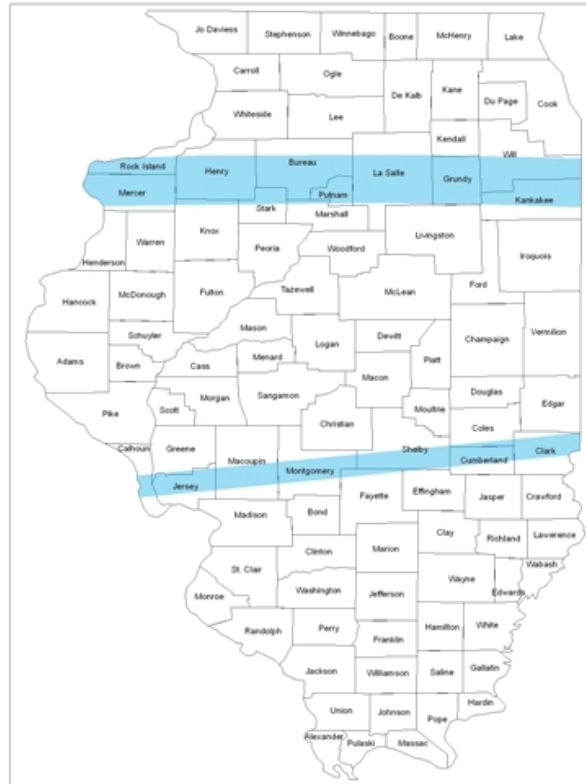 Jo Daviess
Stephenson
Winnebago
Boone
McHenry
Lake
Carroll
Ogle
De Kalb
Kane
Du Page
Cook
Whiteside
Lee
Kendall
Will
Rock Island
Henry
Bureau
La Salle
Grundy
Mercer
Putnam
Kankakee
Stark
Marshall
Knox
Warren
Henderson
Peoria
Woodford
Livingston
Iroquois
Hancock
McDonough
Fulton
Tazewell
McLean
Ford
Mason
Schuyler
Logan
Dewitt
Champaign
Vermilion
Adams
Brown
Cass
Menard
Piatt
Macon
Morgan
Sangamon
Douglas
Edgar
Pike
Scott
Christian
Moultrie
Coles
Calhoun
Greene
Macoupin
Montgomery
Shelby
Cumberland
Clark
Jersey
Fayette
Effingham
Jasper
Crawford
Madison
Bond
Clay
Richland
Lawerence
Clinton
Marion
Wabash
St. Clair
Wayne
Edwards
Monroe
Washington
Jefferson
Randolph
Perry
Hamilton
White
Franklin
Jackson
Williamson
Saline
Gallatin
Union
Johnson
Pope
Hardin
Alexander
Pulaski
Massac